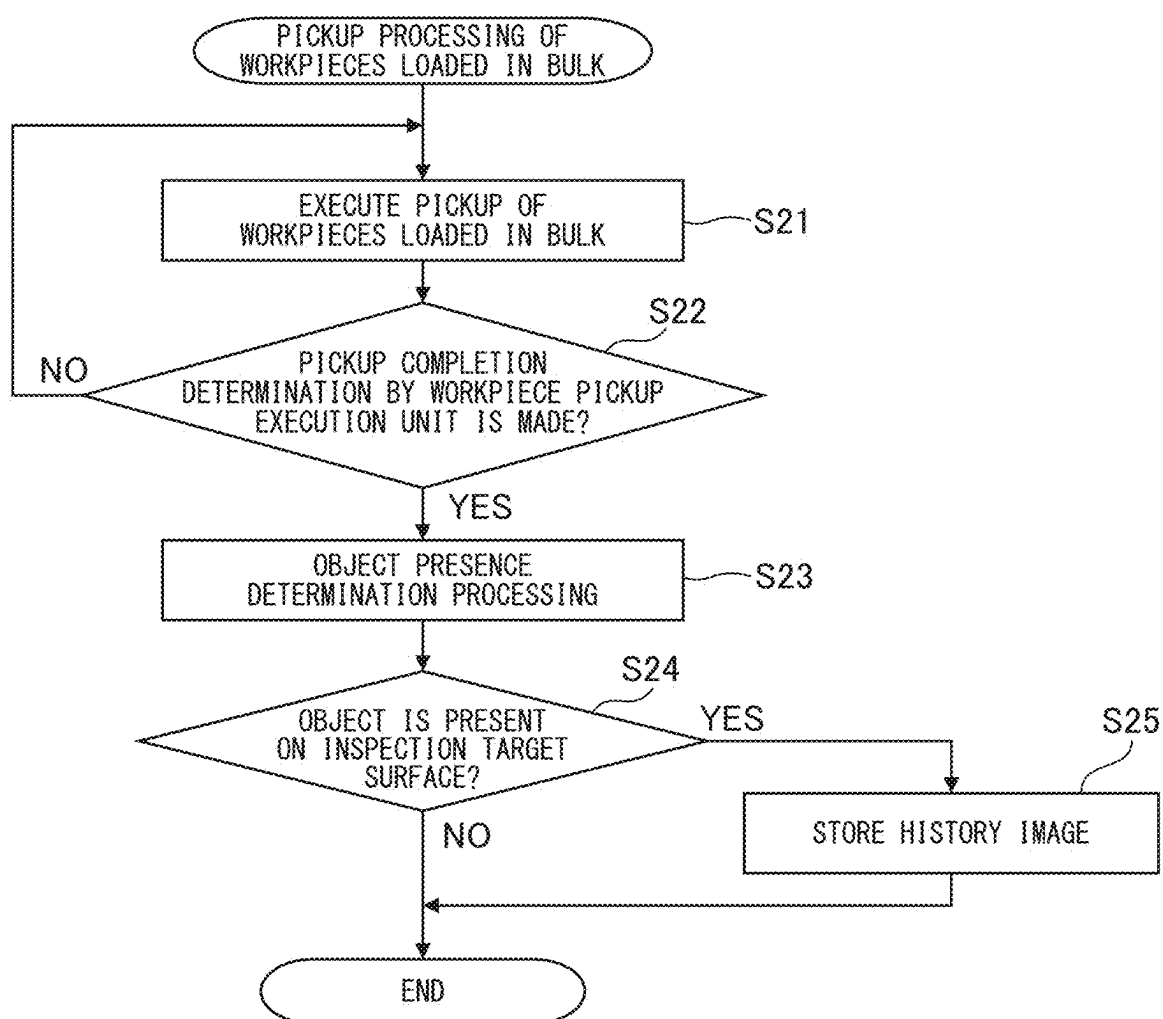 PICKUP PROCESSING OF
WORKPIECES LOADED IN BULK
EXECUTE PICKUP OF
WORKPIECES LOADED IN BULK
S21
S22
NO
PICKUP COMPLETION
DETERMINATION BY WORKPIECE PICKUP
EXECUTION UNIT IS MADE?
YES
OBJECT PRESENCE
DETERMINATION PROCESSING
S23
S24
OBJECT IS PRESENT
ON INSPECTION TARGET
SURFACE?
YES
S25
NO
STORE HISTORY IMAGE
END